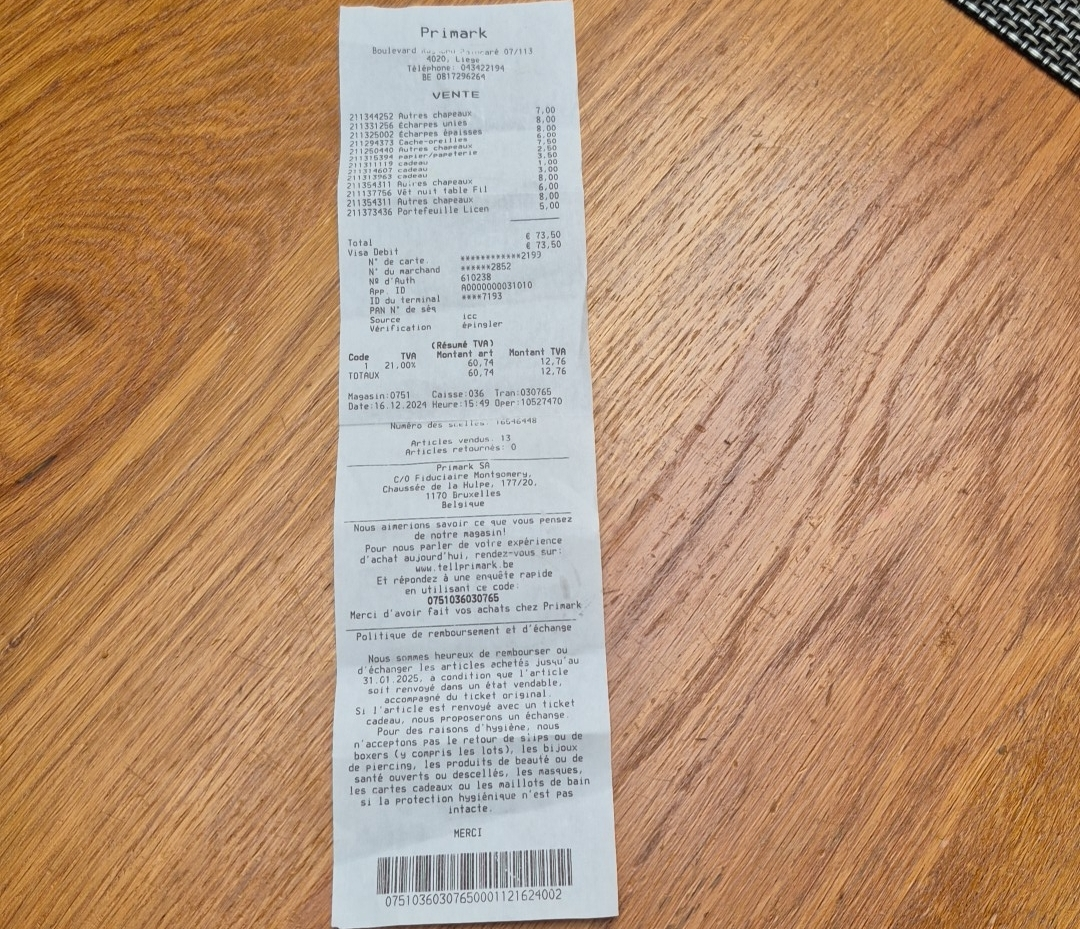 Primark
Boulevard 07/113
4020, Liege
Téléphone: 043422194
BE 0817296264
VENTE
211344252 Autres chapeaux 7,00
211331256 Echarpes unies 8,00
211325002 Echarpes épaisses 8,00
211294373 Cache-oreilles 6,00
211250440 Autres chapeaux 7,50
211315394 papier/papeterie 2,50
211311119 cadeau 3,50
211314607 cadeau 1,00
211313963 cadeau 3,00
211354311 Autres chapeaux 8,00
211137756 Vêt nuit table Fil 6,00
211354311 Autres chapeaux 8,00
211373436 Portefeuille Licen 5,00
Total € 73,50
Visa Debit € 73,50
N° de carte ************2199
N° du marchand ******2852
Nº d'Auth 610238
App. ID A0000000031010
ID du terminal ****7193
PAN N° de séq
Source icc
Vérification épingler
(Résumé TVA)
Code TVA Montant art Montant TVA
1 21,00% 60,74 12,76
TOTAUX 60,74 12,76
Magasin:0751 Caisse:036 Tran:030765
Date:16.12.2024 Heure:15:49 Oper:10527470
Numéro des scelles: 16546448
Articles vendus: 13
Articles retournés: 0
Primark SA
C/O Fiduciaire Montgomery,
Chaussée de la Hulpe, 177/20,
1170 Bruxelles
Belgique
Nous aimerions savoir ce que vous pensez
de notre magasin!
Pour nous parler de votre expérience
d'achat aujourd'hui, rendez-vous sur:
www.tellprimark.be
Et répondez à une enquête rapide
en utilisant ce code:
0751036030765
Merci d'avoir fait vos achats chez Primark
Politique de remboursement et d'échange
Nous sommes heureux de rembourser ou
d'échanger les articles achetés jusqu'au
31.01.2025, a condition que l'article
soit renvoyé dans un état vendable,
accompagné du ticket original.
Si l'article est renvoyé avec un ticket
cadeau, nous proposerons un échange.
Pour des raisons d'hygiène, nous
n'acceptons pas le retour de slips ou de
boxers (y compris les lots), les bijoux
de piercing, les produits de beauté ou de
santé ouverts ou descellés, les masques,
les cartes cadeaux ou les maillots de bain
si la protection hygiénique n'est pas
intacte.
MERCI
0751036030765000​1121624002